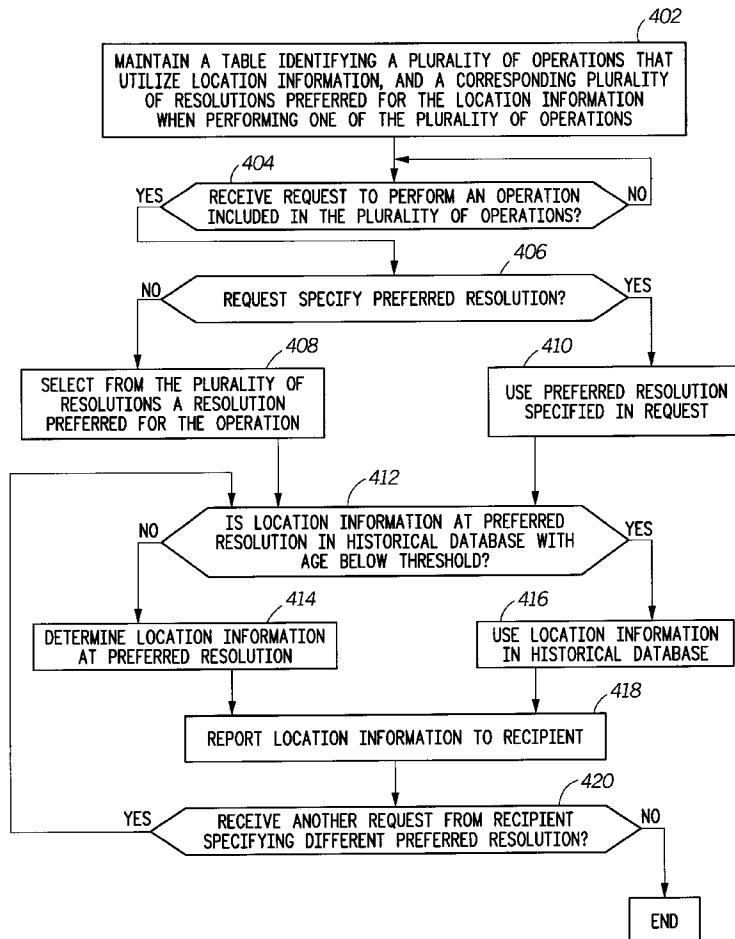 402
MAINTAIN A TABLE IDENTIFYING A PLURALITY OF OPERATIONS THAT
UTILIZE LOCATION INFORMATION, AND A CORRESPONDING PLURALITY
OF RESOLUTIONS PREFERRED FOR THE LOCATION INFORMATION
WHEN PERFORMING ONE OF THE PLURALITY OF OPERATIONS
404
YES
RECEIVE REQUEST TO PERFORM AN OPERATION
INCLUDED IN THE PLURALITY OF OPERATIONS?
NO
406
NO
REQUEST SPECIFY PREFERRED RESOLUTION?
YES
408
SELECT FROM THE PLURALITY OF
RESOLUTIONS A RESOLUTION
PREFERRED FOR THE OPERATION
410
USE PREFERRED RESOLUTION
SPECIFIED IN REQUEST
412
NO
IS LOCATION INFORMATION AT PREFERRED
RESOLUTION IN HISTORICAL DATABASE WITH
AGE BELOW THRESHOLD?
YES
414
DETERMINE LOCATION INFORMATION
AT PREFERRED RESOLUTION
416
USE LOCATION INFORMATION
IN HISTORICAL DATABASE
418
REPORT LOCATION INFORMATION TO RECIPIENT
420
YES
RECEIVE ANOTHER REQUEST FROM RECIPIENT
SPECIFYING DIFFERENT PREFERRED RESOLUTION?
NO
END